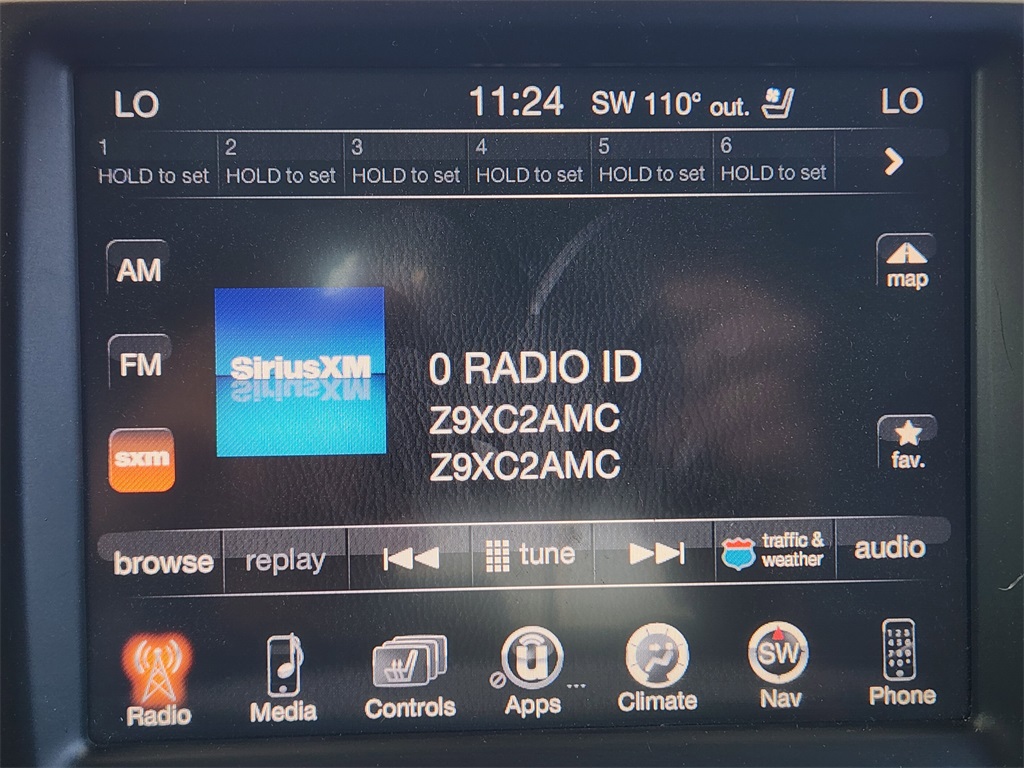 LO
11:24
SW 110° out.
LO
1
HOLD to set
2
HOLD to set
3
HOLD to set
4
HOLD to set
5
HOLD to set
6
HOLD to set
AM
map
SiriusXM
FM
0 RADIO ID
Z9XC2AMC
Z9XC2AMC
sxm
fav.
browse
replay
tune
traffic &
weather
audio
SW
Radio
Media
Controls
Apps
...
Climate
Nav
Phone